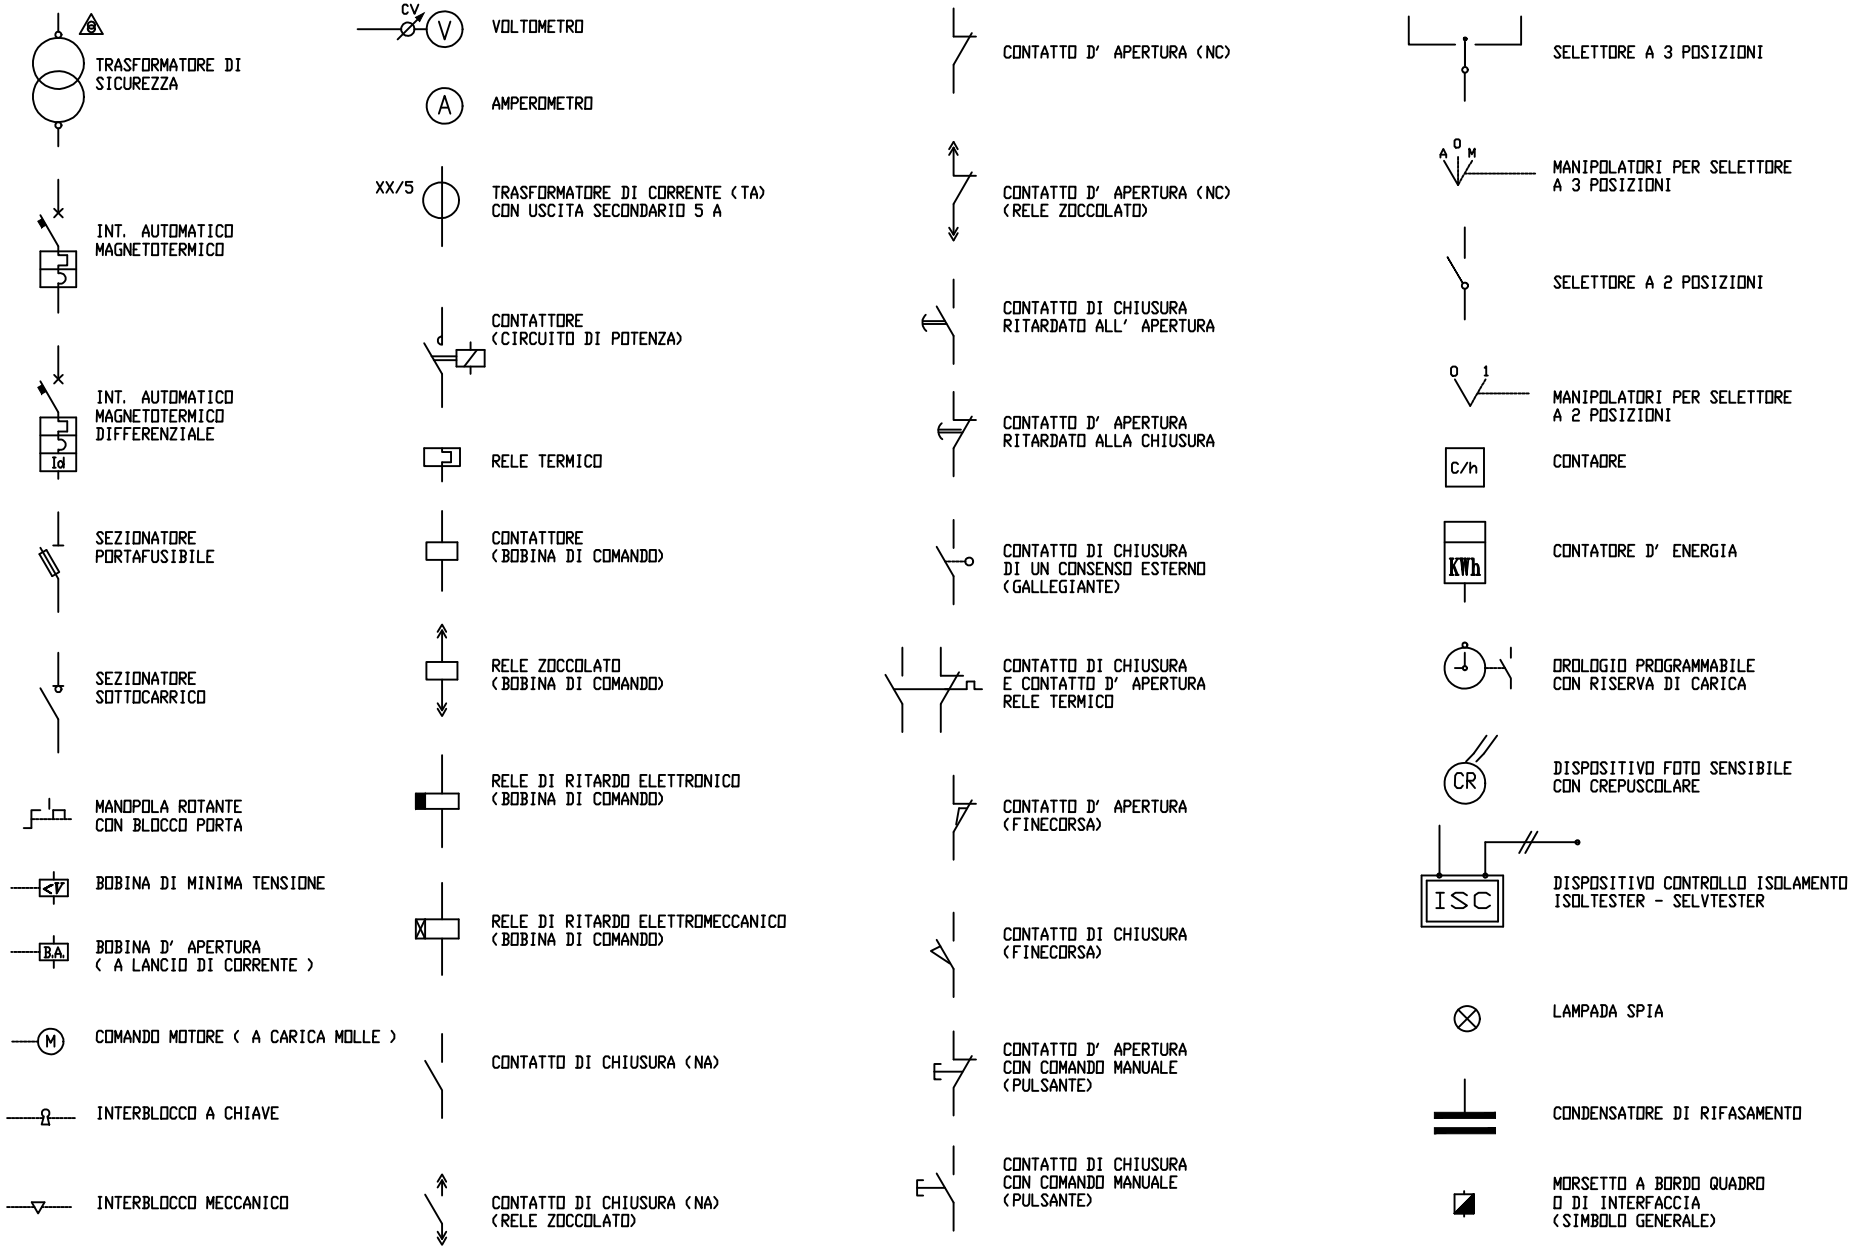 TRASFORMATORE DI
SICUREZZA
INT. AUTOMATICO
MAGNETOTERMICO
INT. AUTOMATICO
MAGNETOTERMICO
DIFFERENZIALE
Id
SEZIONATORE
PORTAFUSIBILE
SEZIONATORE
SOTTOCARRICO
MANOPOLA ROTANTE
CON BLOCCO PORTA
<V
BOBINA DI MINIMA TENSIONE
B.A.
BOBINA D' APERTURA
( A LANCIO DI CORRENTE )
M
COMANDO MOTORE ( A CARICA MOLLE )
INTERBLOCCO A CHIAVE
INTERBLOCCO MECCANICO
CV
V
VOLTOMETRO
A
AMPEROMETRO
XX/5
TRASFORMATORE DI CORRENTE (TA)
CON USCITA SECONDARIO 5 A
CONTATTORE
(CIRCUITO DI POTENZA)
RELE TERMICO
CONTATTORE
(BOBINA DI COMANDO)
RELE ZOCCOLATO
(BOBINA DI COMANDO)
RELE DI RITARDO ELETTRONICO
(BOBINA DI COMANDO)
RELE DI RITARDO ELETTROMECCANICO
(BOBINA DI COMANDO)
CONTATTO DI CHIUSURA (NA)
CONTATTO DI CHIUSURA (NA)
(RELE ZOCCOLATO)
CONTATTO D' APERTURA (NC)
CONTATTO D' APERTURA (NC)
(RELE ZOCCOLATO)
CONTATTO DI CHIUSURA
RITARDATO ALL' APERTURA
CONTATTO D' APERTURA
RITARDATO ALLA CHIUSURA
CONTATTO DI CHIUSURA
DI UN CONSENSO ESTERNO
(GALLEGIANTE)
CONTATTO DI CHIUSURA
E CONTATTO D' APERTURA
RELE TERMICO
CONTATTO D' APERTURA
(FINECORSA)
CONTATTO DI CHIUSURA
(FINECORSA)
CONTATTO D' APERTURA
CON COMANDO MANUALE
(PULSANTE)
CONTATTO DI CHIUSURA
CON COMANDO MANUALE
(PULSANTE)
SELETTORE A 3 POSIZIONI
A O M
MANIPOLATORI PER SELETTORE
A 3 POSIZIONI
SELETTORE A 2 POSIZIONI
0 1
MANIPOLATORI PER SELETTORE
A 2 POSIZIONI
C/h
CONTAORE
KWh
CONTATORE D' ENERGIA
OROLOGIO PROGRAMMABILE
CON RISERVA DI CARICA
CR
DISPOSITIVO FOTO SENSIBILE
CON CREPUSCOLARE
ISC
DISPOSITIVO CONTROLLO ISOLAMENTO
ISOLTESTER - SELVTESTER
LAMPADA SPIA
CONDENSATORE DI RIFASAMENTO
MORSETTO A BORDO QUADRO
O DI INTERFACCIA
(SIMBOLO GENERALE)